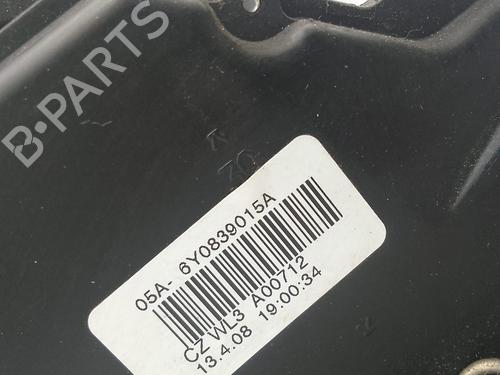 B-PARTS
05A- 6Y0839015A
CZ WL3 A00712
13.4.08 19:00:34